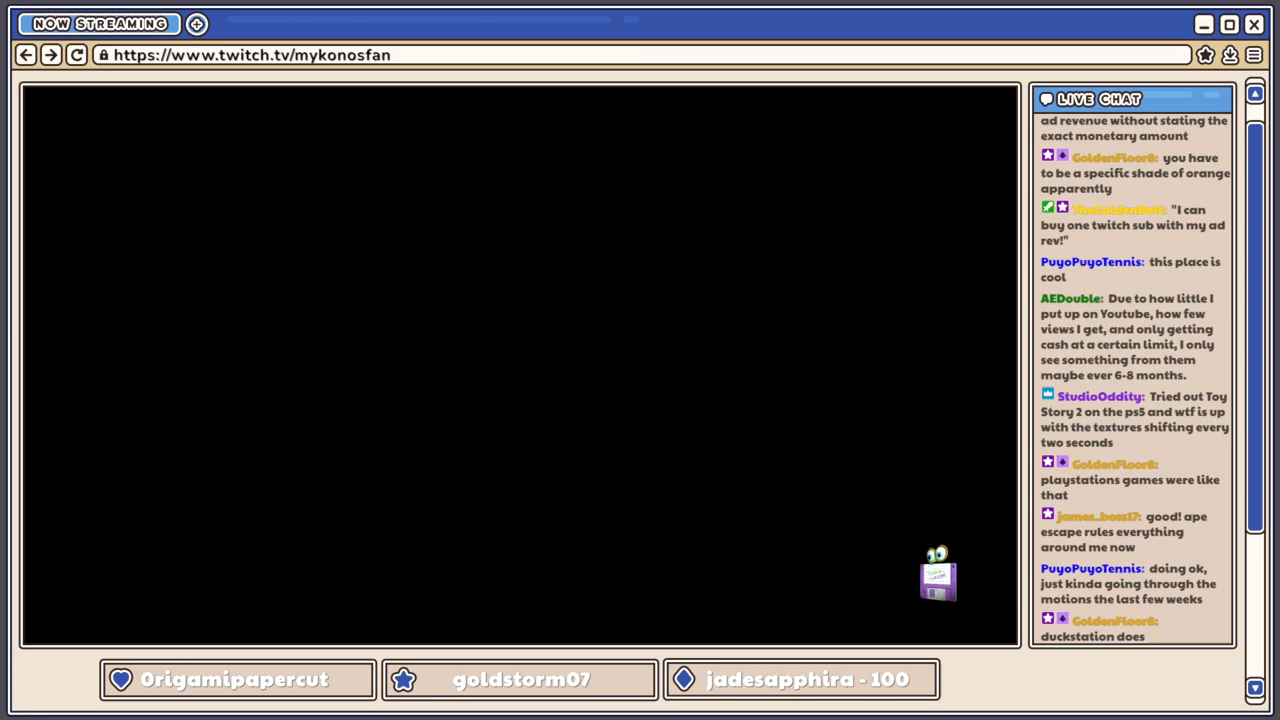 NOW STREAMING
https://www.twitch.tv/mykonosfan
LIVE CHAT
ad revenue without stating the
exact monetary amount
GoldenFloor8: you have
to be a specific shade of orange
apparently
TheGoldenBolt: "I can
buy one twitch sub with my ad
rev!"
PuyoPuyoTennis: this place is
cool
AEDouble: Due to how little I
put up on Youtube, how few
views I get, and only getting
cash at a certain limit, I only
see something from them
maybe ever 6-8 months.
StudioOddity: Tried out Toy
Story 2 on the ps5 and wtf is up
with the textures shifting every
two seconds
GoldenFloor8:
playstations games were like
that
james_boss17: good! ape
escape rules everything
around me now
PuyoPuyoTennis: doing ok,
just kinda going through the
motions the last few weeks
GoldenFloor8:
duckstation does
0rigamipapercut
goldstorm07
jadesapphira - 100